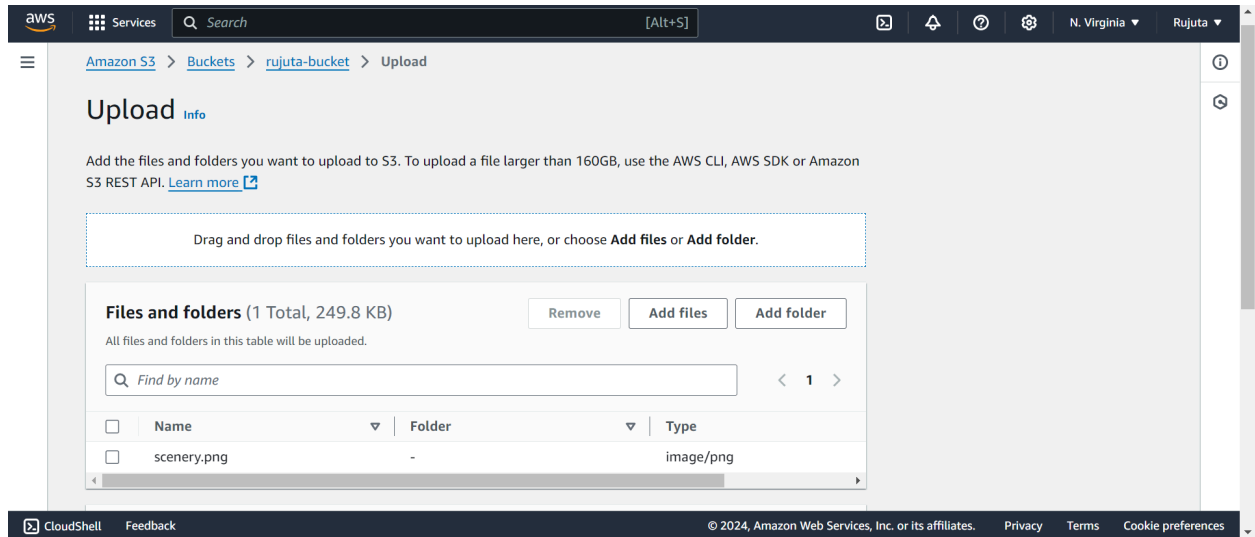 aws Services Search [Alt+S] N. Virginia Rujuta
Amazon S3 > Buckets > rujuta-bucket > Upload
Upload Info
Add the files and folders you want to upload to S3. To upload a file larger than 160GB, use the AWS CLI, AWS SDK or Amazon
S3 REST API. Learn more
Drag and drop files and folders you want to upload here, or choose Add files or Add folder.
Files and folders (1 Total, 249.8 KB) Remove Add files Add folder
All files and folders in this table will be uploaded.
Find by name < 1 >
Name Folder Type
scenery.png - image/png
CloudShell Feedback © 2024, Amazon Web Services, Inc. or its affiliates. Privacy Terms Cookie preferences